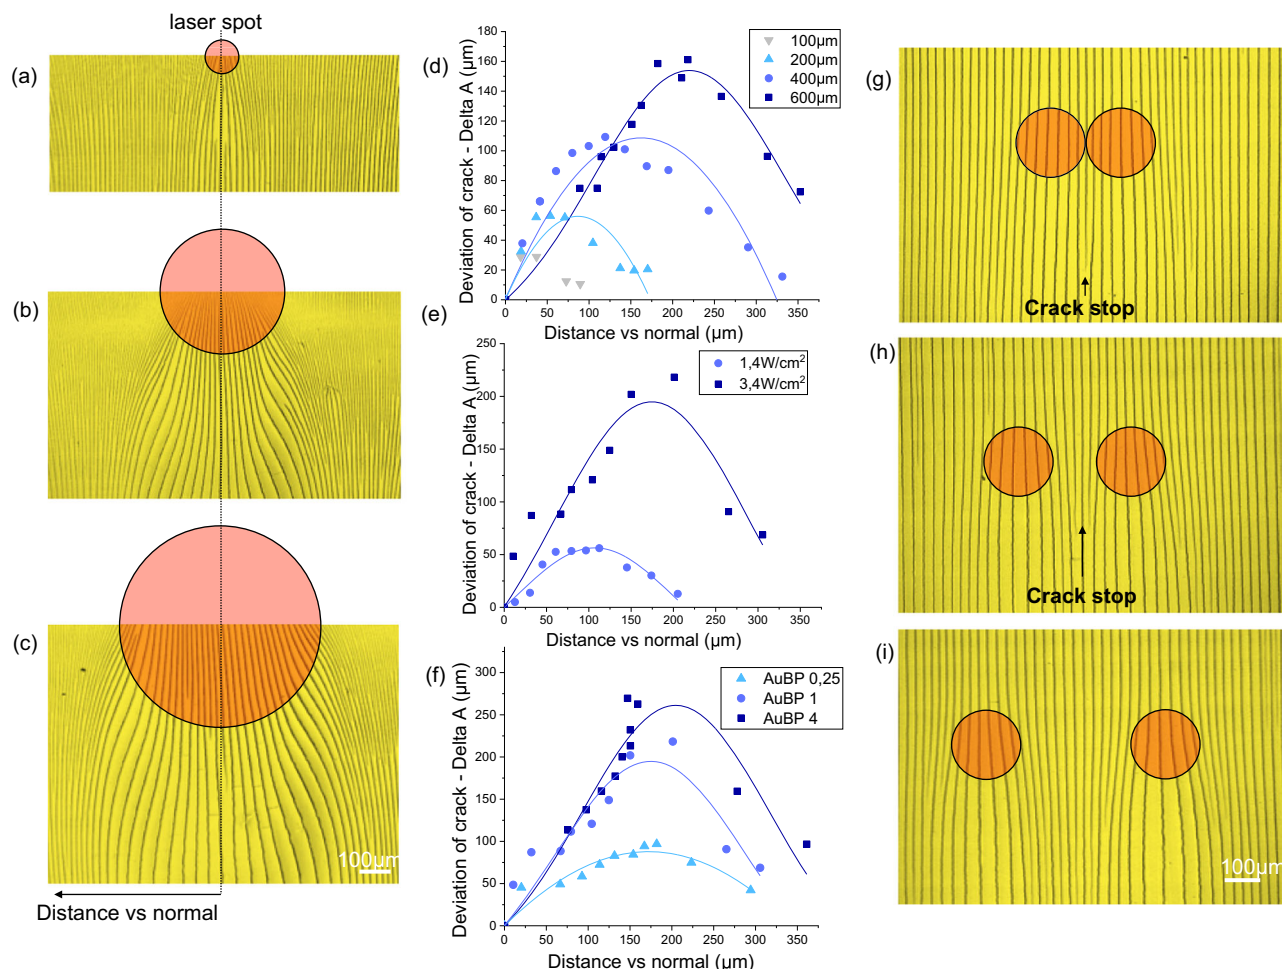 laser spot
(a)
(b)
(c)
100µm
Distance vs normal
(d)
Deviation of crack - Delta A (µm)
180
160
140
120
100
80
60
40
20
0
100µm
200µm
400µm
600µm
0 50 100 150 200 250 300 350
Distance vs normal (µm)
(e)
Deviation of crack - Delta A (µm)
250
200
150
100
50
0
1,4W/cm²
3,4W/cm²
0 50 100 150 200 250 300 350
Distance vs normal (µm)
(f)
Deviation of crack - Delta A (µm)
300
250
200
150
100
50
0
AuBP 0,25
AuBP 1
AuBP 4
0 50 100 150 200 250 300 350
Distance vs normal (µm)
(g)
Crack stop
(h)
Crack stop
(i)
100µm